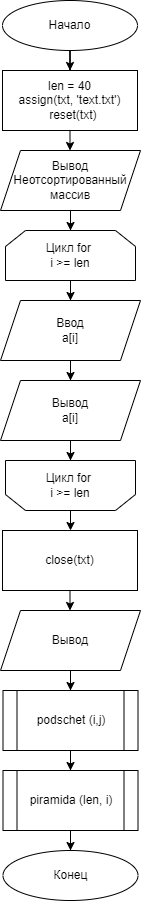 Начало
len = 40
assign(txt, 'text.txt')
reset(txt)
Вывод
Неотсортированный
массив
Цикл for
i >= len
Ввод
a[i]
Вывод
a[i]
Цикл for
i >= len
close(txt)
Вывод
podschet (i,j)
piramida (len, i)
Конец